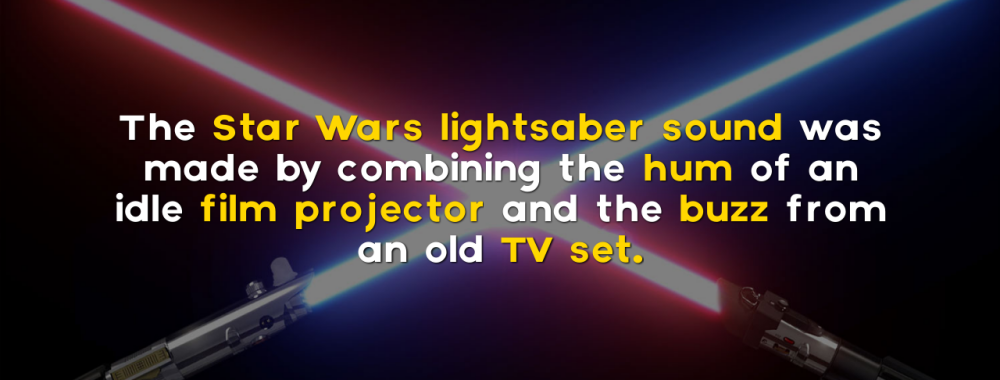 The Star Wars lightsaber sound was
made by combining the hum of an
idle film projector and the buzz from
an old TV set.